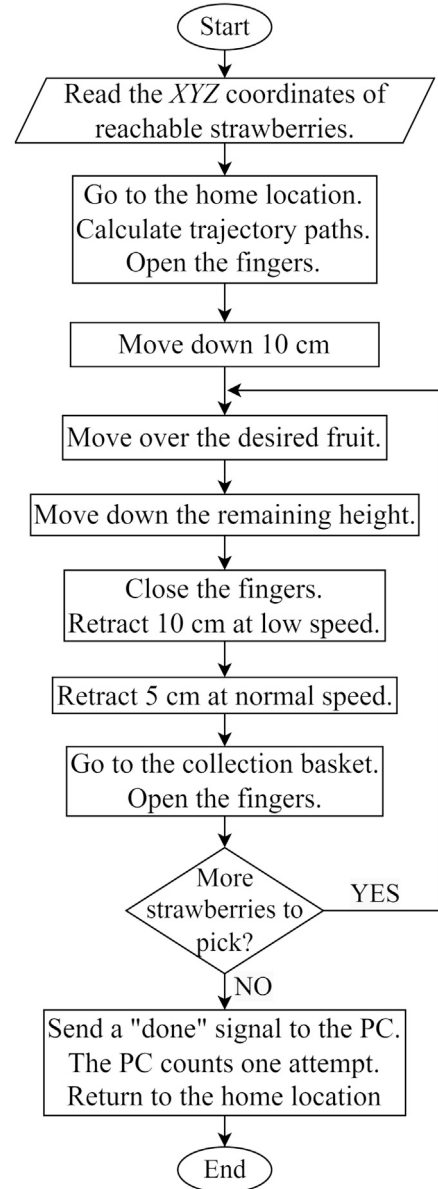 Start
Read the XYZ coordinates of
reachable strawberries.
Go to the home location.
Calculate trajectory paths.
Open the fingers.
Move down 10 cm
Move over the desired fruit.
Move down the remaining height.
Close the fingers.
Retract 10 cm at low speed.
Retract 5 cm at normal speed.
Go to the collection basket.
Open the fingers.
More
strawberries to
pick?
YES
NO
Send a "done" signal to the PC.
The PC counts one attempt.
Return to the home location
End